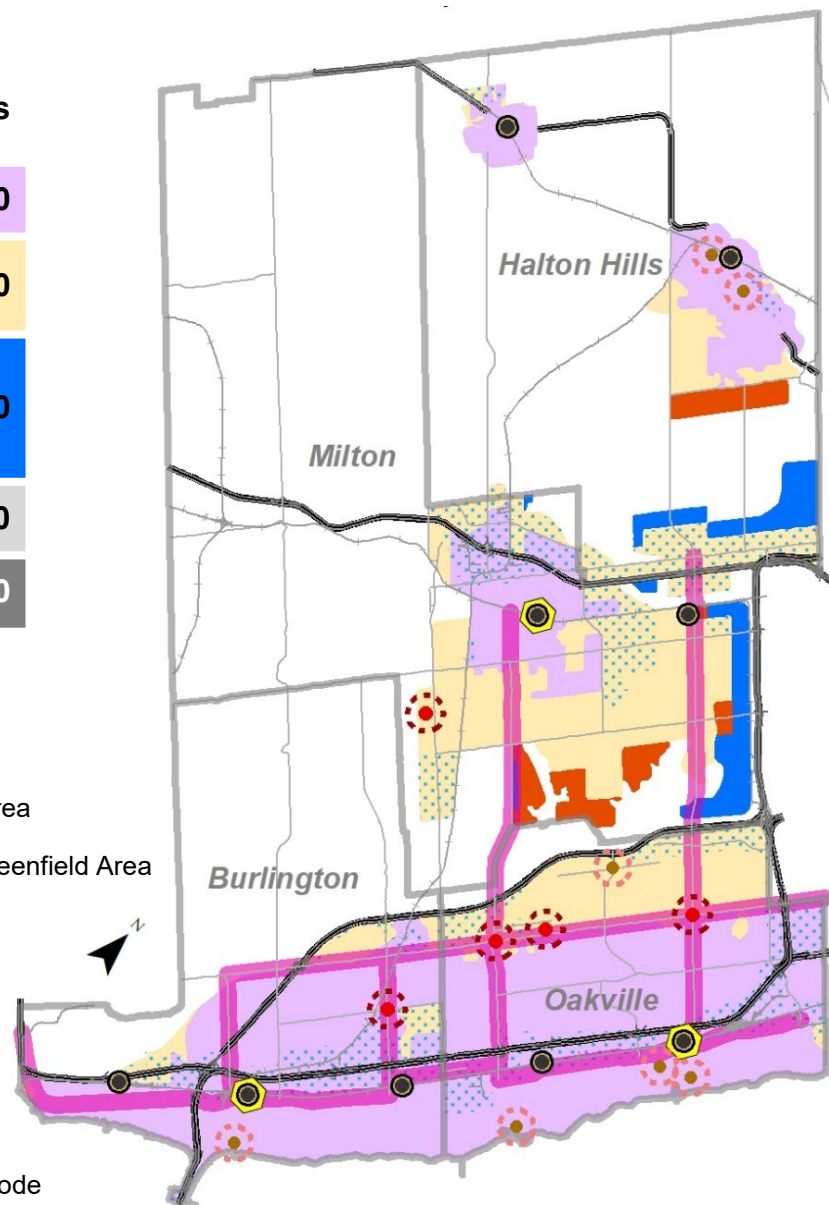 s
0
0
0
0
0
Halton Hills
Milton
rea
eenfield Area
Burlington
N
Oakville
ode